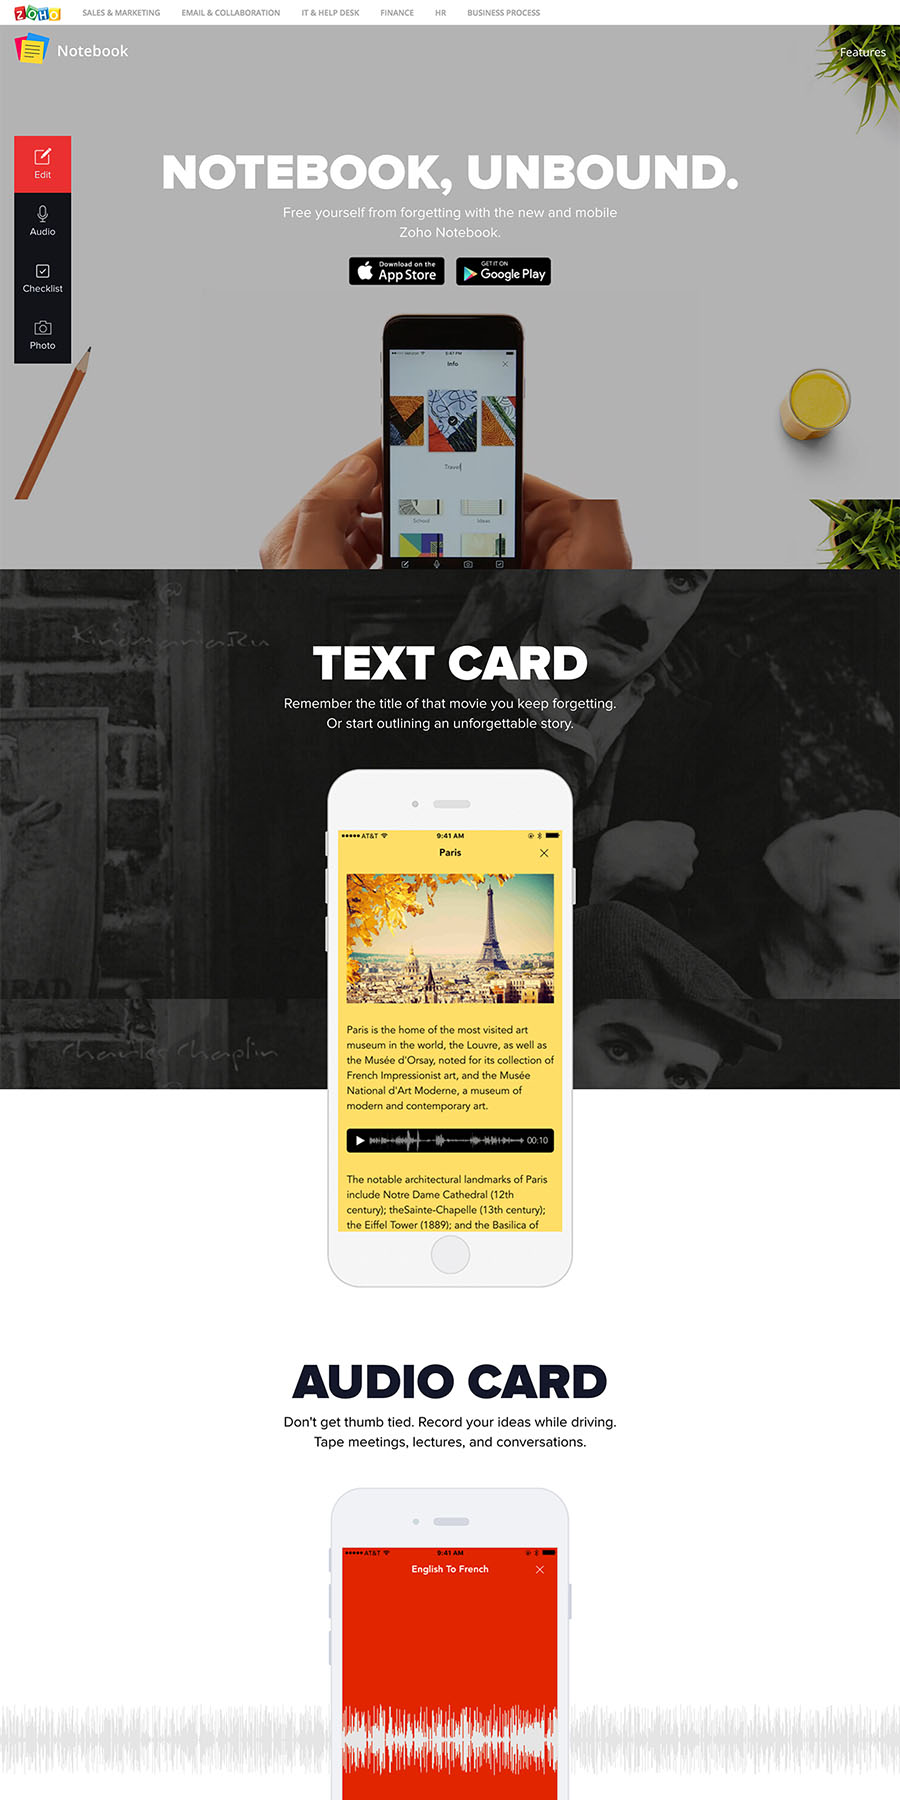 ZOHO
SALES & MARKETING
EMAIL & COLLABORATION
IT & HELP DESK
FINANCE
HR
BUSINESS PROCESS
Notebook
Features
Edit
Audio
Checklist
Photo
NOTEBOOK, UNBOUND.
Free yourself from forgetting with the new and mobile
Zoho Notebook.
Download on the
App Store
GET IT ON
Google Play
Info
Travel
School
Ideas
TEXT CARD
Remember the title of that movie you keep forgetting.
Or start outlining an unforgettable story.
AT&T
9:41 AM
Paris
Paris is the home of the most visited art
museum in the world, the Louvre, as well as
the Musée d'Orsay, noted for its collection of
French Impressionist art, and the Musée
National d'Art Moderne, a museum of
modern and contemporary art.
00:10
The notable architectural landmarks of Paris
include Notre Dame Cathedral (12th
century); theSainte-Chapelle (13th century);
the Eiffel Tower (1889); and the Basilica of
Charles Chaplin
AUDIO CARD
Don't get thumb tied. Record your ideas while driving.
Tape meetings, lectures, and conversations.
AT&T
9:41 AM
English To French